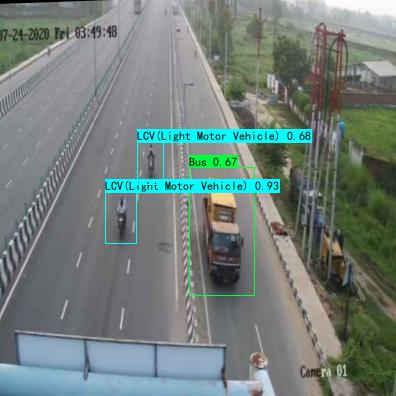 07-24-2020 Fri 03:49:48
LCV(Light Motor Vehicle) 0.68
Bus 0.67
LCV(Light Motor Vehicle) 0.93
Camera 01